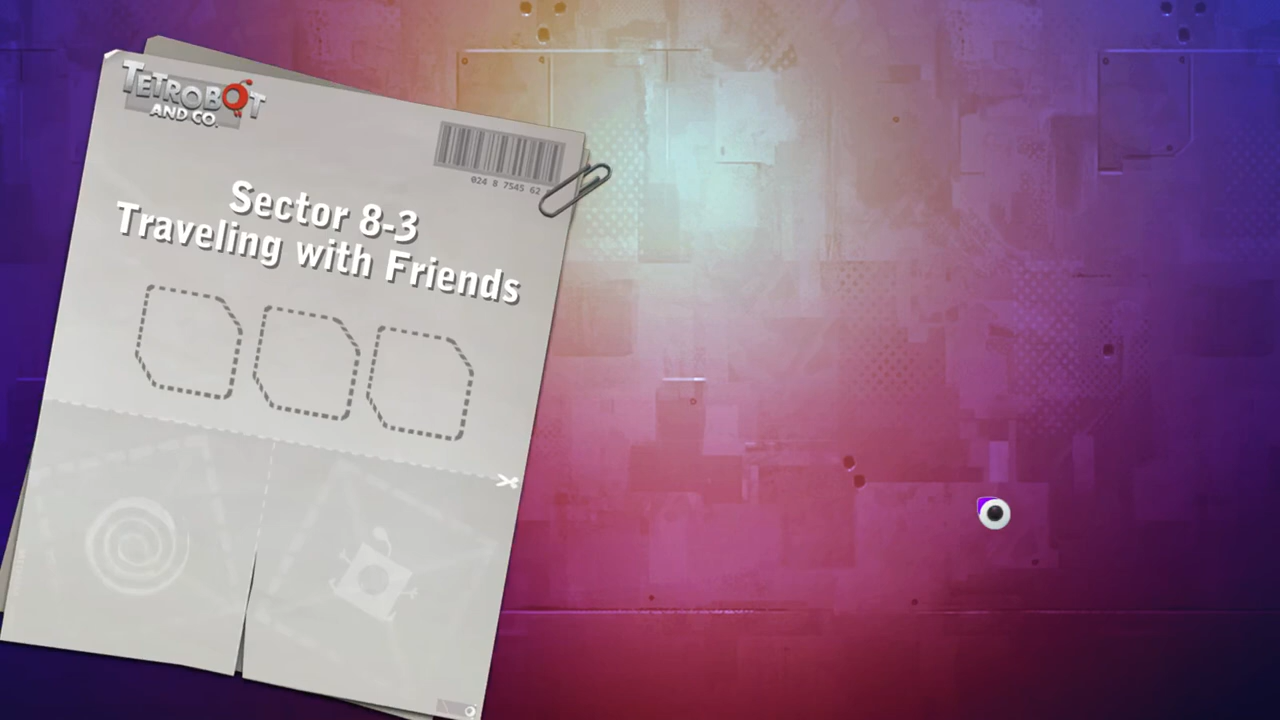 TETROBOT
AND CO.
024 8 7545 62
Sector 8-3
Traveling with Friends